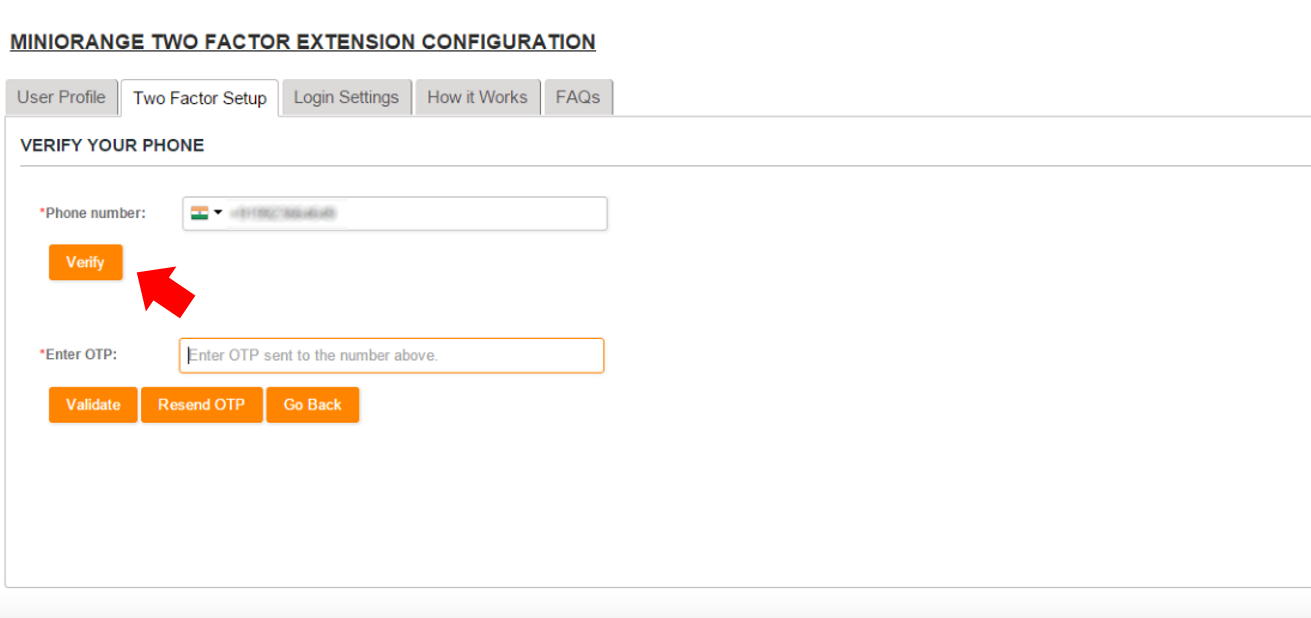 MINIORANGE TWO FACTOR EXTENSION CONFIGURATION
User Profile Two Factor Setup Login Settings How it Works FAQs
VERIFY YOUR PHONE
*Phone number:
Verify
*Enter OTP: Enter OTP sent to the number above.
Validate Resend OTP Go Back